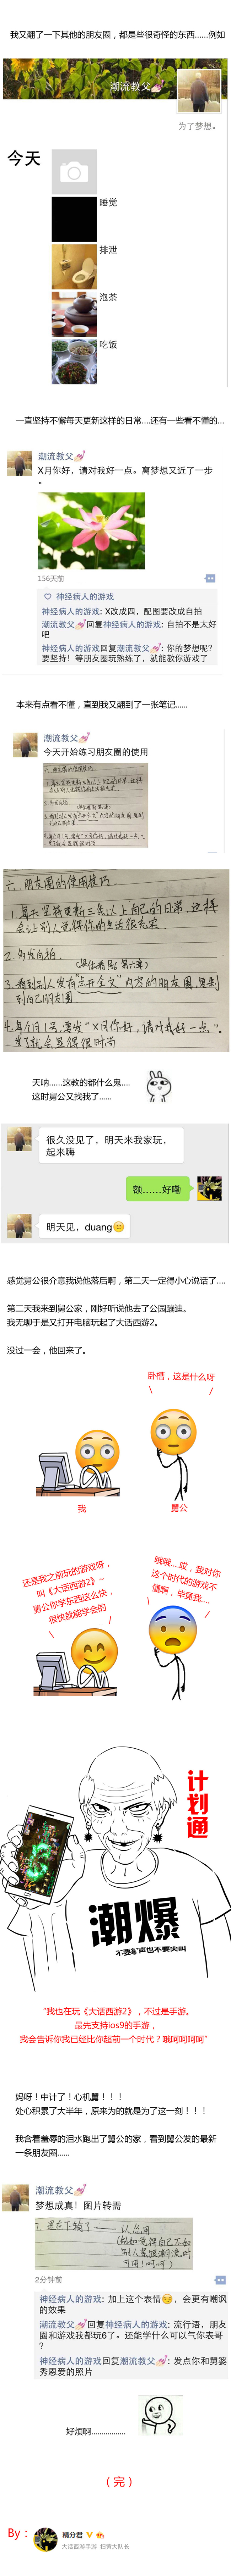 我又翻了一下其他的朋友圈，都是些很奇怪的东西......例如
潮流教父
为了梦想。
今天
睡觉
排泄
泡茶
吃饭
一直坚持不懈每天更新这样的日常....还有一些看不懂的...
潮流教父
X月你好，请对我好一点。离梦想又近了一步
。
156天前
神经病人的游戏
神经病人的游戏: X改成四，配图要改成自拍
潮流教父回复神经病人的游戏: 自拍不是太好
吧
神经病人的游戏回复潮流教父: 你的梦想呢?
要坚持！等朋友圈玩熟练了，就能教你游戏了
本来有点看不懂，直到我又翻到了一张笔记......
潮流教父
今天开始练习朋友圈的使用
六、朋友圈的使用技巧.
1.每天坚持更新三条以上自己的日常，这样
会让别人觉得你的生活很充实
2.多发自拍.
3.看到别人发有"点开全文"内容的朋友圈，要
到自己朋友圈.
4.每月1日，要发"X月你好，请对我好一点"。
发就会显得很时尚
天呐......这教的都什么鬼....
这时舅公又找我了......
很久没见了，明天来我家玩，
起来嗨
额......好嘞
明天见，duang
感觉舅公很介意我说他落后啊，第二天一定得小心说话了....
第二天我来到舅公家，刚好听说他去了公园蹦迪。
我无聊于是又打开电脑玩起了大话西游2。
没过一会，他回来了。
卧槽，这是什么呀
我
舅公
还是我之前玩的游戏呀，
叫《大话西游2》~
舅公你学东西这么快，
很快就能学会的
哦哦....哎，我对你
这个时代的游戏不
懂啊，毕竟我....
计划通
潮爆
不要出声也不要尖叫
"我也在玩《大话西游2》，不过是手游。
最先支持ios9的手游，
我会告诉你我已经比你超前一个时代？哦呵呵呵呵"
妈呀！中计了！心机舅！！！
处心积累了大半年，原来为的就是为了这一刻！！！
我含着羞辱的泪水跑出了舅公的家，看到舅公发的最新
一条朋友圈......
潮流教父
梦想成真！图片转需
2分钟前
神经病人的游戏: 加上这个表情，会更有嘲讽
的效果
潮流教父回复神经病人的游戏: 流行语，朋友
圈和游戏我都玩6了。还能学什么可以气你表哥
?
神经病人的游戏回复潮流教父: 发点你和舅婆
秀恩爱的照片
好烦啊.................
（完）
By：
精分君
大话西游手游 扫黄大队长